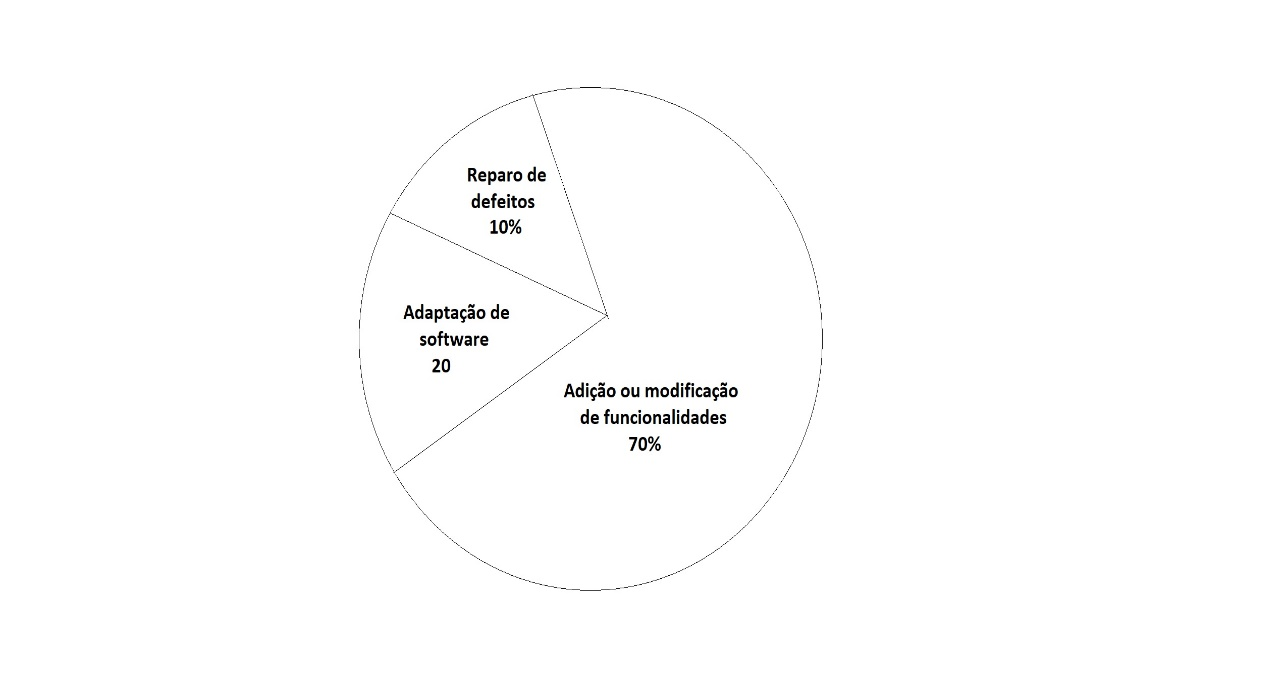 Reparo de
defeitos
10%
Adaptação de
software
20
Adição ou modificação
de funcionalidades
70%